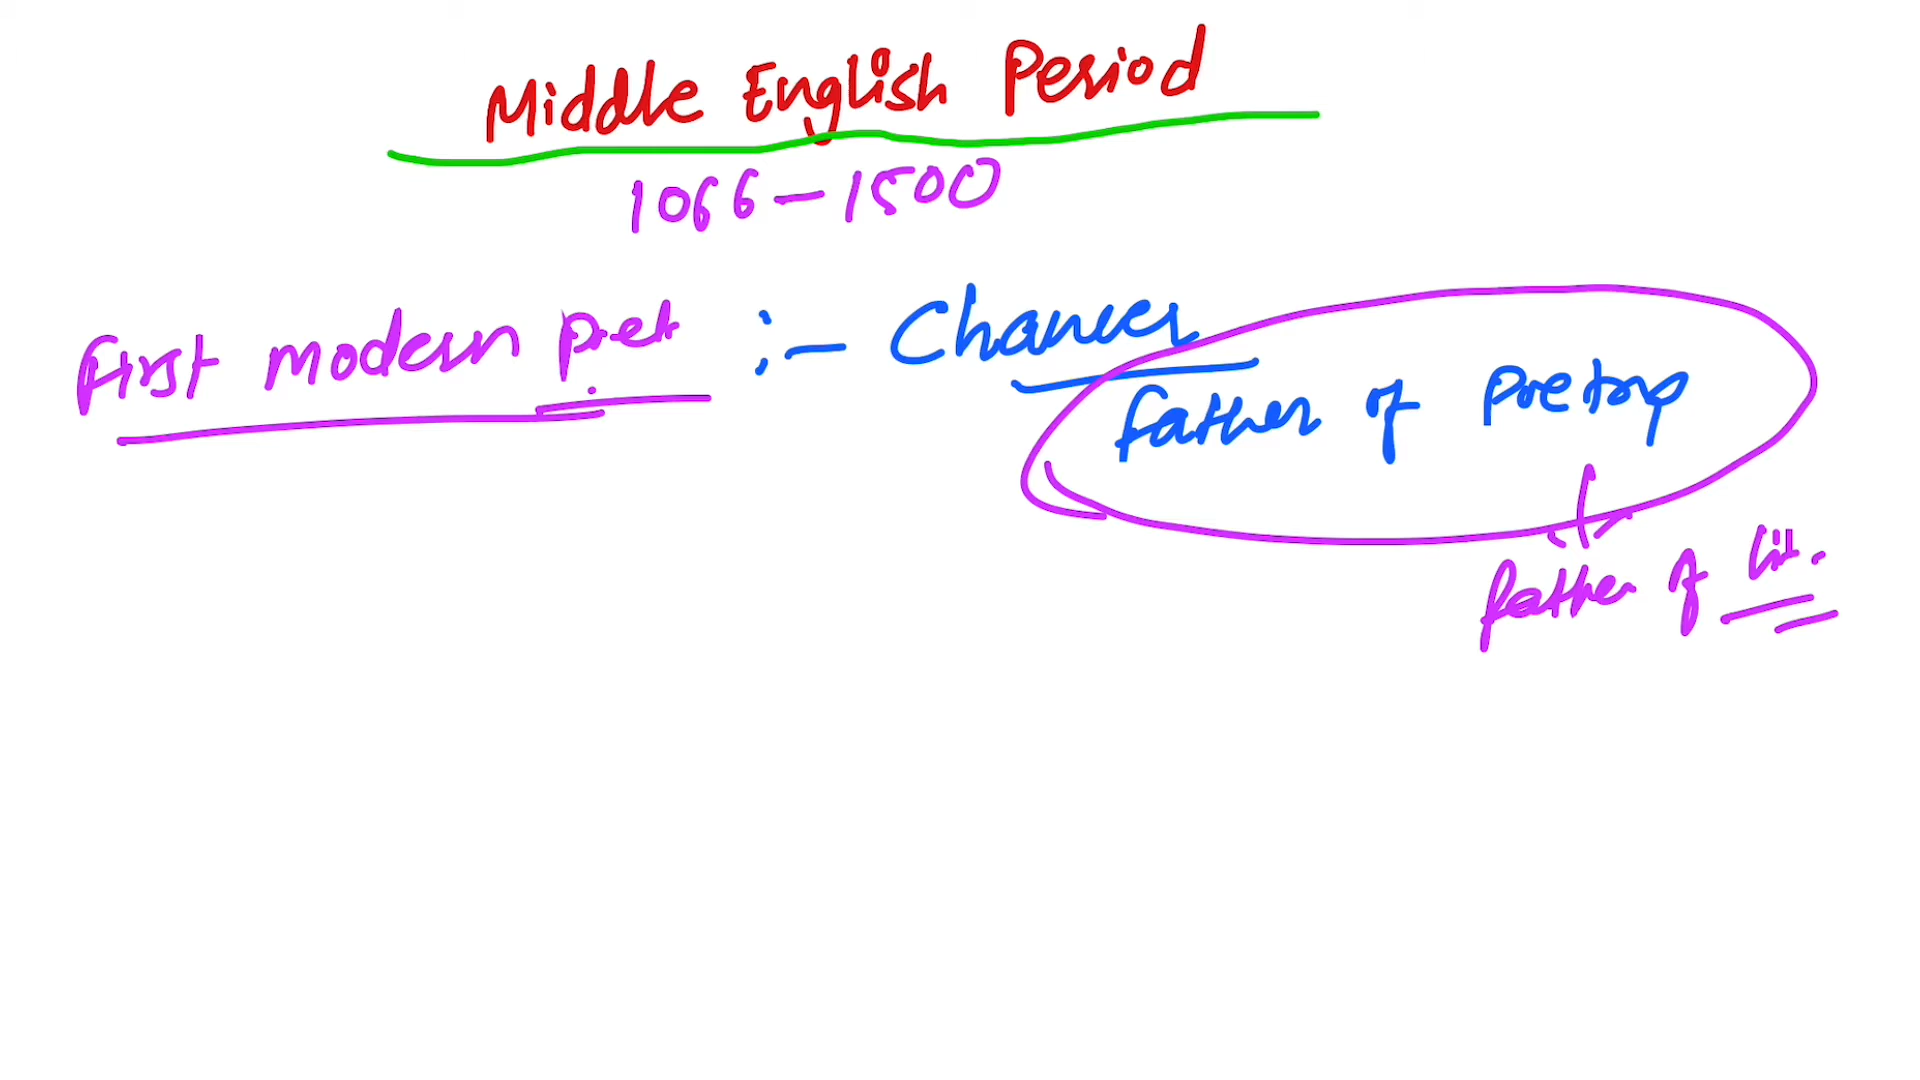 Middle English Period
1066-1500
First modern poet :- Chaucer
father of poetry
father of lit.